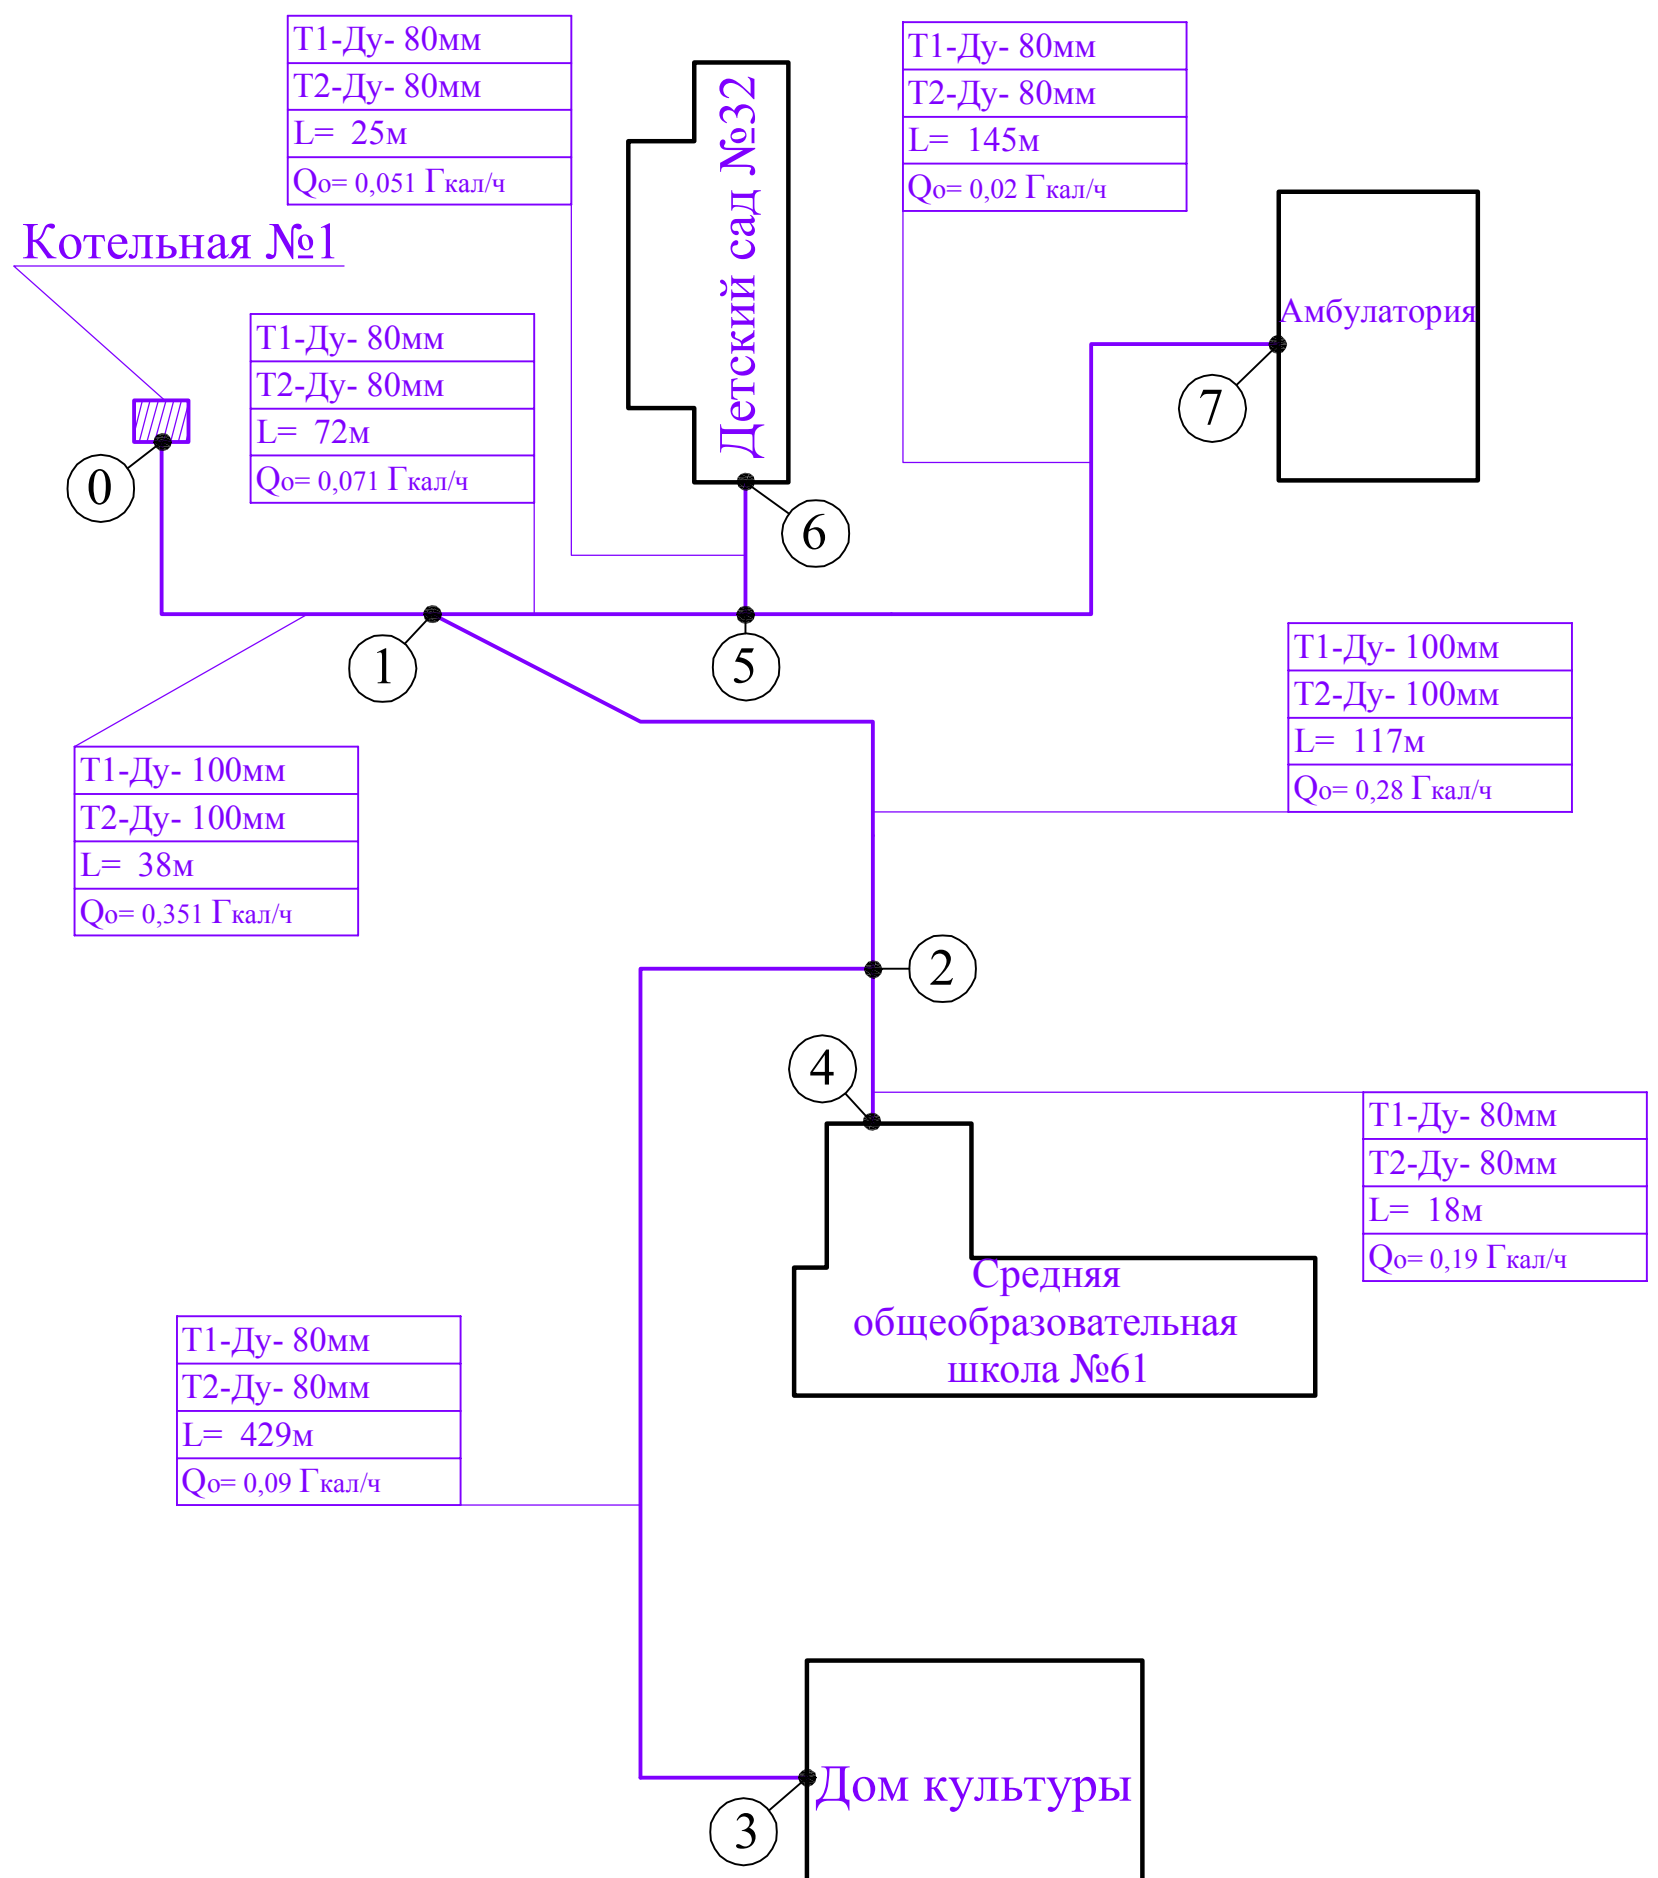 Т1-Ду- 80мм
Т2-Ду- 80мм
L= 25м
Qо= 0,051 Гкал/ч
Детский сад №32
Т1-Ду- 80мм
Т2-Ду- 80мм
L= 145м
Qо= 0,02 Гкал/ч
Котельная №1
Амбулатория
Т1-Ду- 80мм
Т2-Ду- 80мм
L= 72м
Qо= 0,071 Гкал/ч
7
0
6
1
5
Т1-Ду- 100мм
Т2-Ду- 100мм
L= 117м
Qо= 0,28 Гкал/ч
Т1-Ду- 100мм
Т2-Ду- 100мм
L= 38м
Qо= 0,351 Гкал/ч
2
4
Т1-Ду- 80мм
Т2-Ду- 80мм
L= 18м
Qо= 0,19 Гкал/ч
Средняя
общеобразовательная
школа №61
Т1-Ду- 80мм
Т2-Ду- 80мм
L= 429м
Qо= 0,09 Гкал/ч
Дом культуры
3